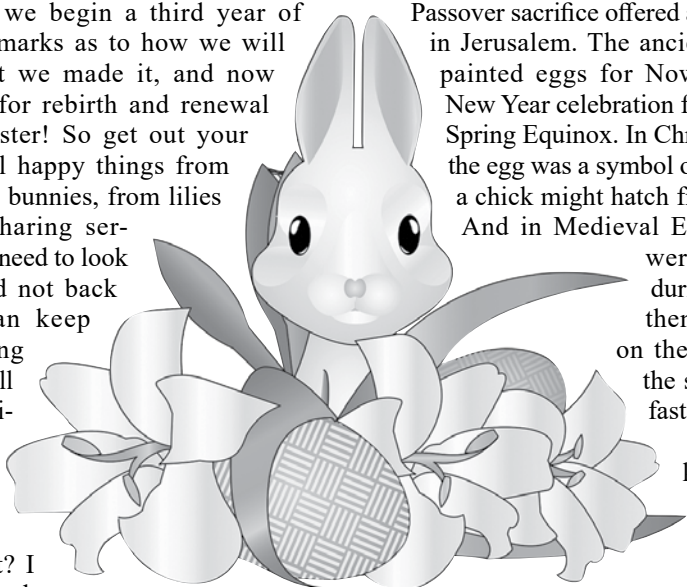 we begin a third year of
marks as to how we will
t we made it, and now
for rebirth and renewal
ster! So get out your
l happy things from
bunnies, from lilies
haring ser-
need to look
d not back
an keep
ng
ll
i-
t? I
Passover sacrifice offered
in Jerusalem. The anci
painted eggs for Now
New Year celebration f
Spring Equinox. In Chr
the egg was a symbol o
a chick might hatch fi
And in Medieval E
wer
dur
then
on the
the s
fast